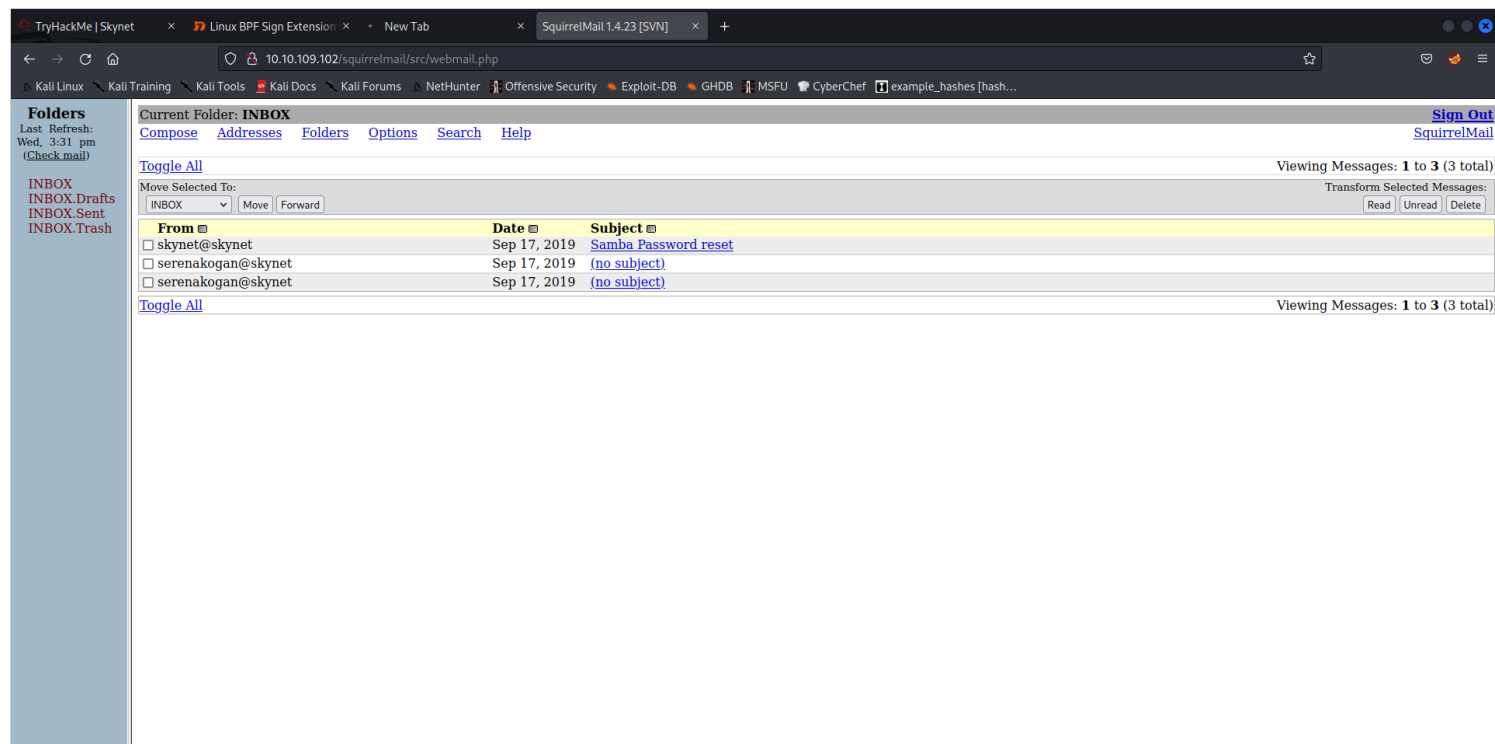 TryHackMe | Skynet
Linux BPF Sign Extension
New Tab
SquirrelMail 1.4.23 [SVN]
10.10.109.102/squirrelmail/src/webmail.php
Kali Linux Kali Training Kali Tools Kali Docs Kali Forums NetHunter Offensive Security Exploit-DB GHDB MSFU CyberChef example_hashes [hash…
Folders
Last Refresh:
Wed, 3:31 pm
(Check mail)
INBOX
INBOX.Drafts
INBOX.Sent
INBOX.Trash
Current Folder: INBOX Sign Out
Compose Addresses Folders Options Search Help SquirrelMail
Toggle All Viewing Messages: 1 to 3 (3 total)
Move Selected To: Transform Selected Messages:
INBOX Move Forward Read Unread Delete
From Date Subject
skynet@skynet Sep 17, 2019 Samba Password reset
serenakogan@skynet Sep 17, 2019 (no subject)
serenakogan@skynet Sep 17, 2019 (no subject)
Toggle All Viewing Messages: 1 to 3 (3 total)